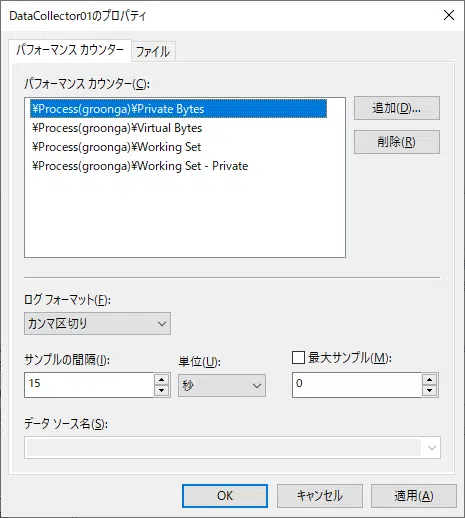 DataCollector01のプロパティ
パフォーマンス カウンター
ファイル
パフォーマンス カウンター(C):
¥Process(groonga)¥Private Bytes
¥Process(groonga)¥Virtual Bytes
¥Process(groonga)¥Working Set
¥Process(groonga)¥Working Set - Private
追加(D)...
削除(R)
ログ フォーマット(F):
カンマ区切り
サンプルの間隔(I):
単位(U):
最大サンプル(M):
15
秒
0
データ ソース名(S):
OK
キャンセル
適用(A)